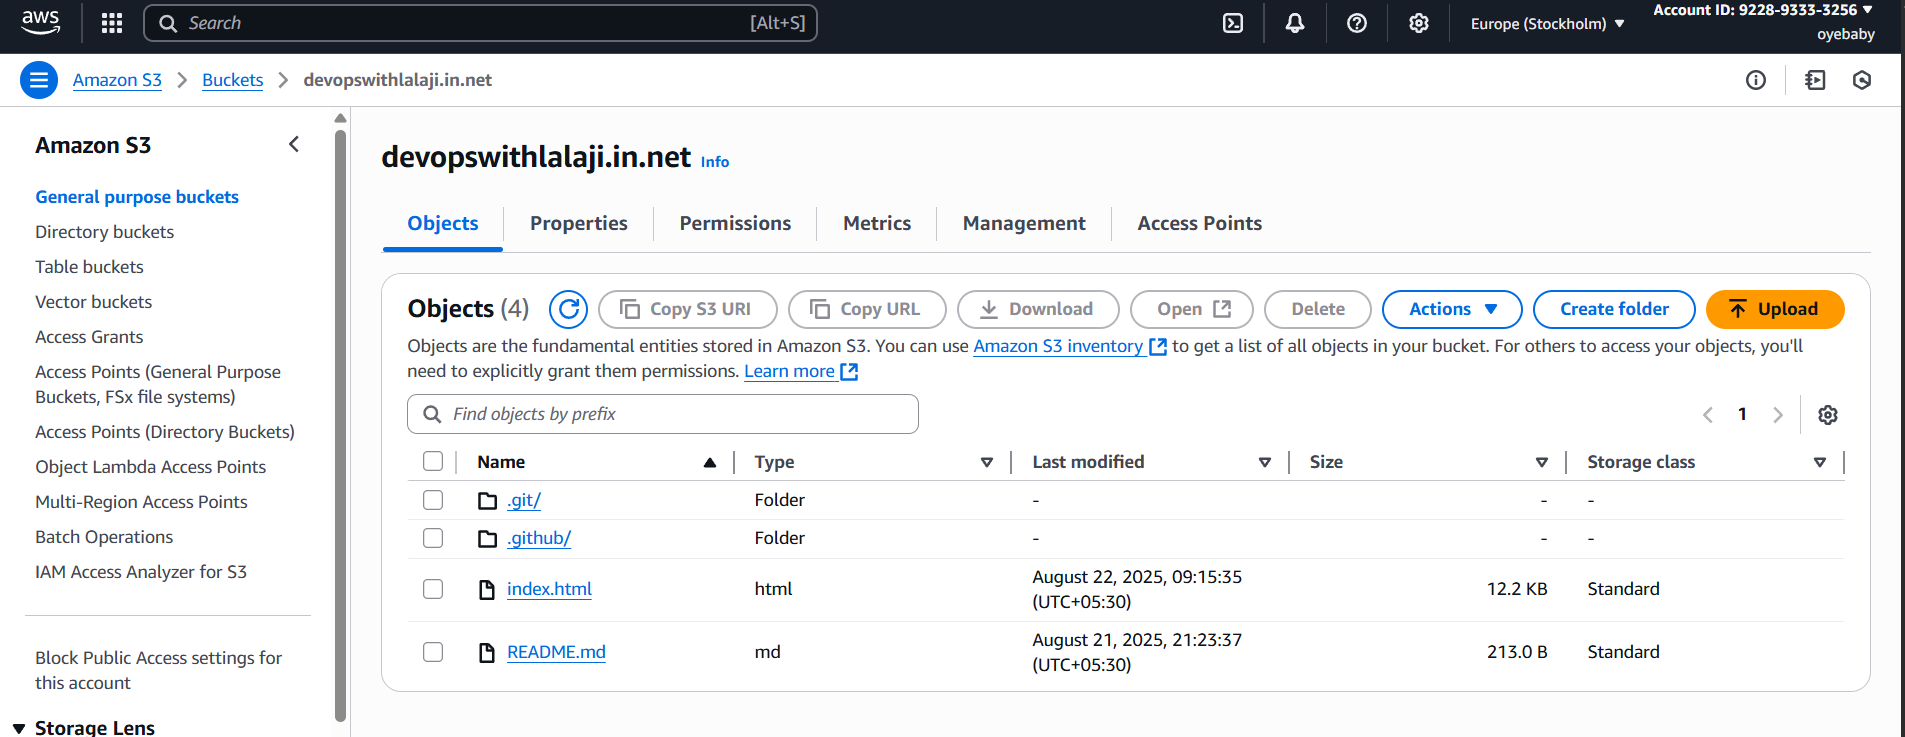 aws
Search
[Alt+S]
Europe (Stockholm)
Account ID: 9228-9333-3256
oyebaby
Amazon S3
Buckets
devopswithlalaji.in.net
Amazon S3
General purpose buckets
Directory buckets
Table buckets
Vector buckets
Access Grants
Access Points (General Purpose
Buckets, FSx file systems)
Access Points (Directory Buckets)
Object Lambda Access Points
Multi-Region Access Points
Batch Operations
IAM Access Analyzer for S3
Block Public Access settings for
this account
Storage Lens
devopswithlalaji.in.net Info
Objects
Properties
Permissions
Metrics
Management
Access Points
Objects (4)
Copy S3 URI
Copy URL
Download
Open
Delete
Actions
Create folder
Upload
Objects are the fundamental entities stored in Amazon S3. You can use Amazon S3 inventory to get a list of all objects in your bucket. For others to access your objects, you'll
need to explicitly grant them permissions. Learn more
Find objects by prefix
1
Name Type Last modified Size Storage class
.git/ Folder - - -
.github/ Folder - - -
index.html html August 22, 2025, 09:15:35 (UTC+05:30) 12.2 KB Standard
README.md md August 21, 2025, 21:23:37 (UTC+05:30) 213.0 B Standard